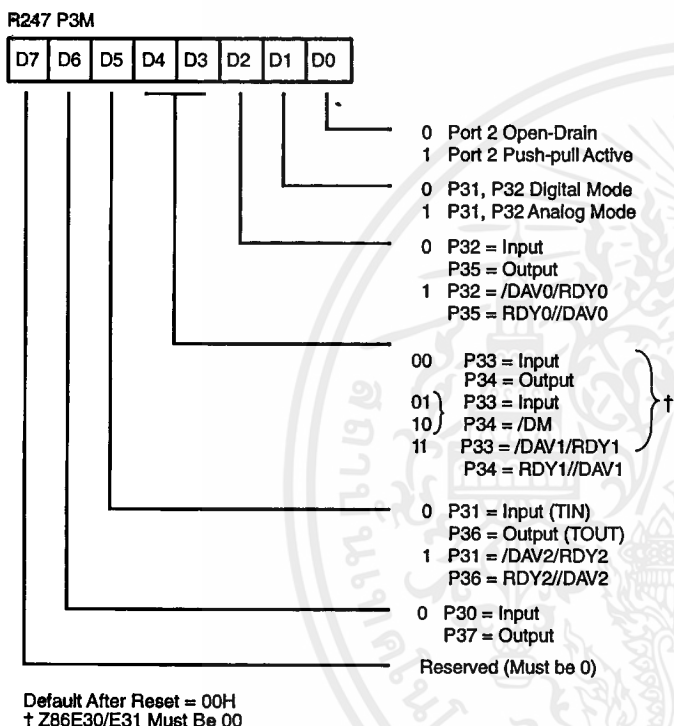 R247 P3M
D7 D6 D5 D4 D3 D2 D1 D0
0 Port 2 Open-Drain
1 Port 2 Push-pull Active
0 P31, P32 Digital Mode
1 P31, P32 Analog Mode
0 P32 = Input
P35 = Output
1 P32 = /DAV0/RDY0
P35 = RDY0//DAV0
00 P33 = Input
P34 = Output
01 } P33 = Input
10 } P34 = /DM
11 P33 = /DAV1/RDY1
P34 = RDY1//DAV1
†
0 P31 = Input (TIN)
P36 = Output (TOUT)
1 P31 = /DAV2/RDY2
P36 = RDY2//DAV2
0 P30 = Input
P37 = Output
Reserved (Must be 0)
Default After Reset = 00H
† Z86E30/E31 Must Be 00